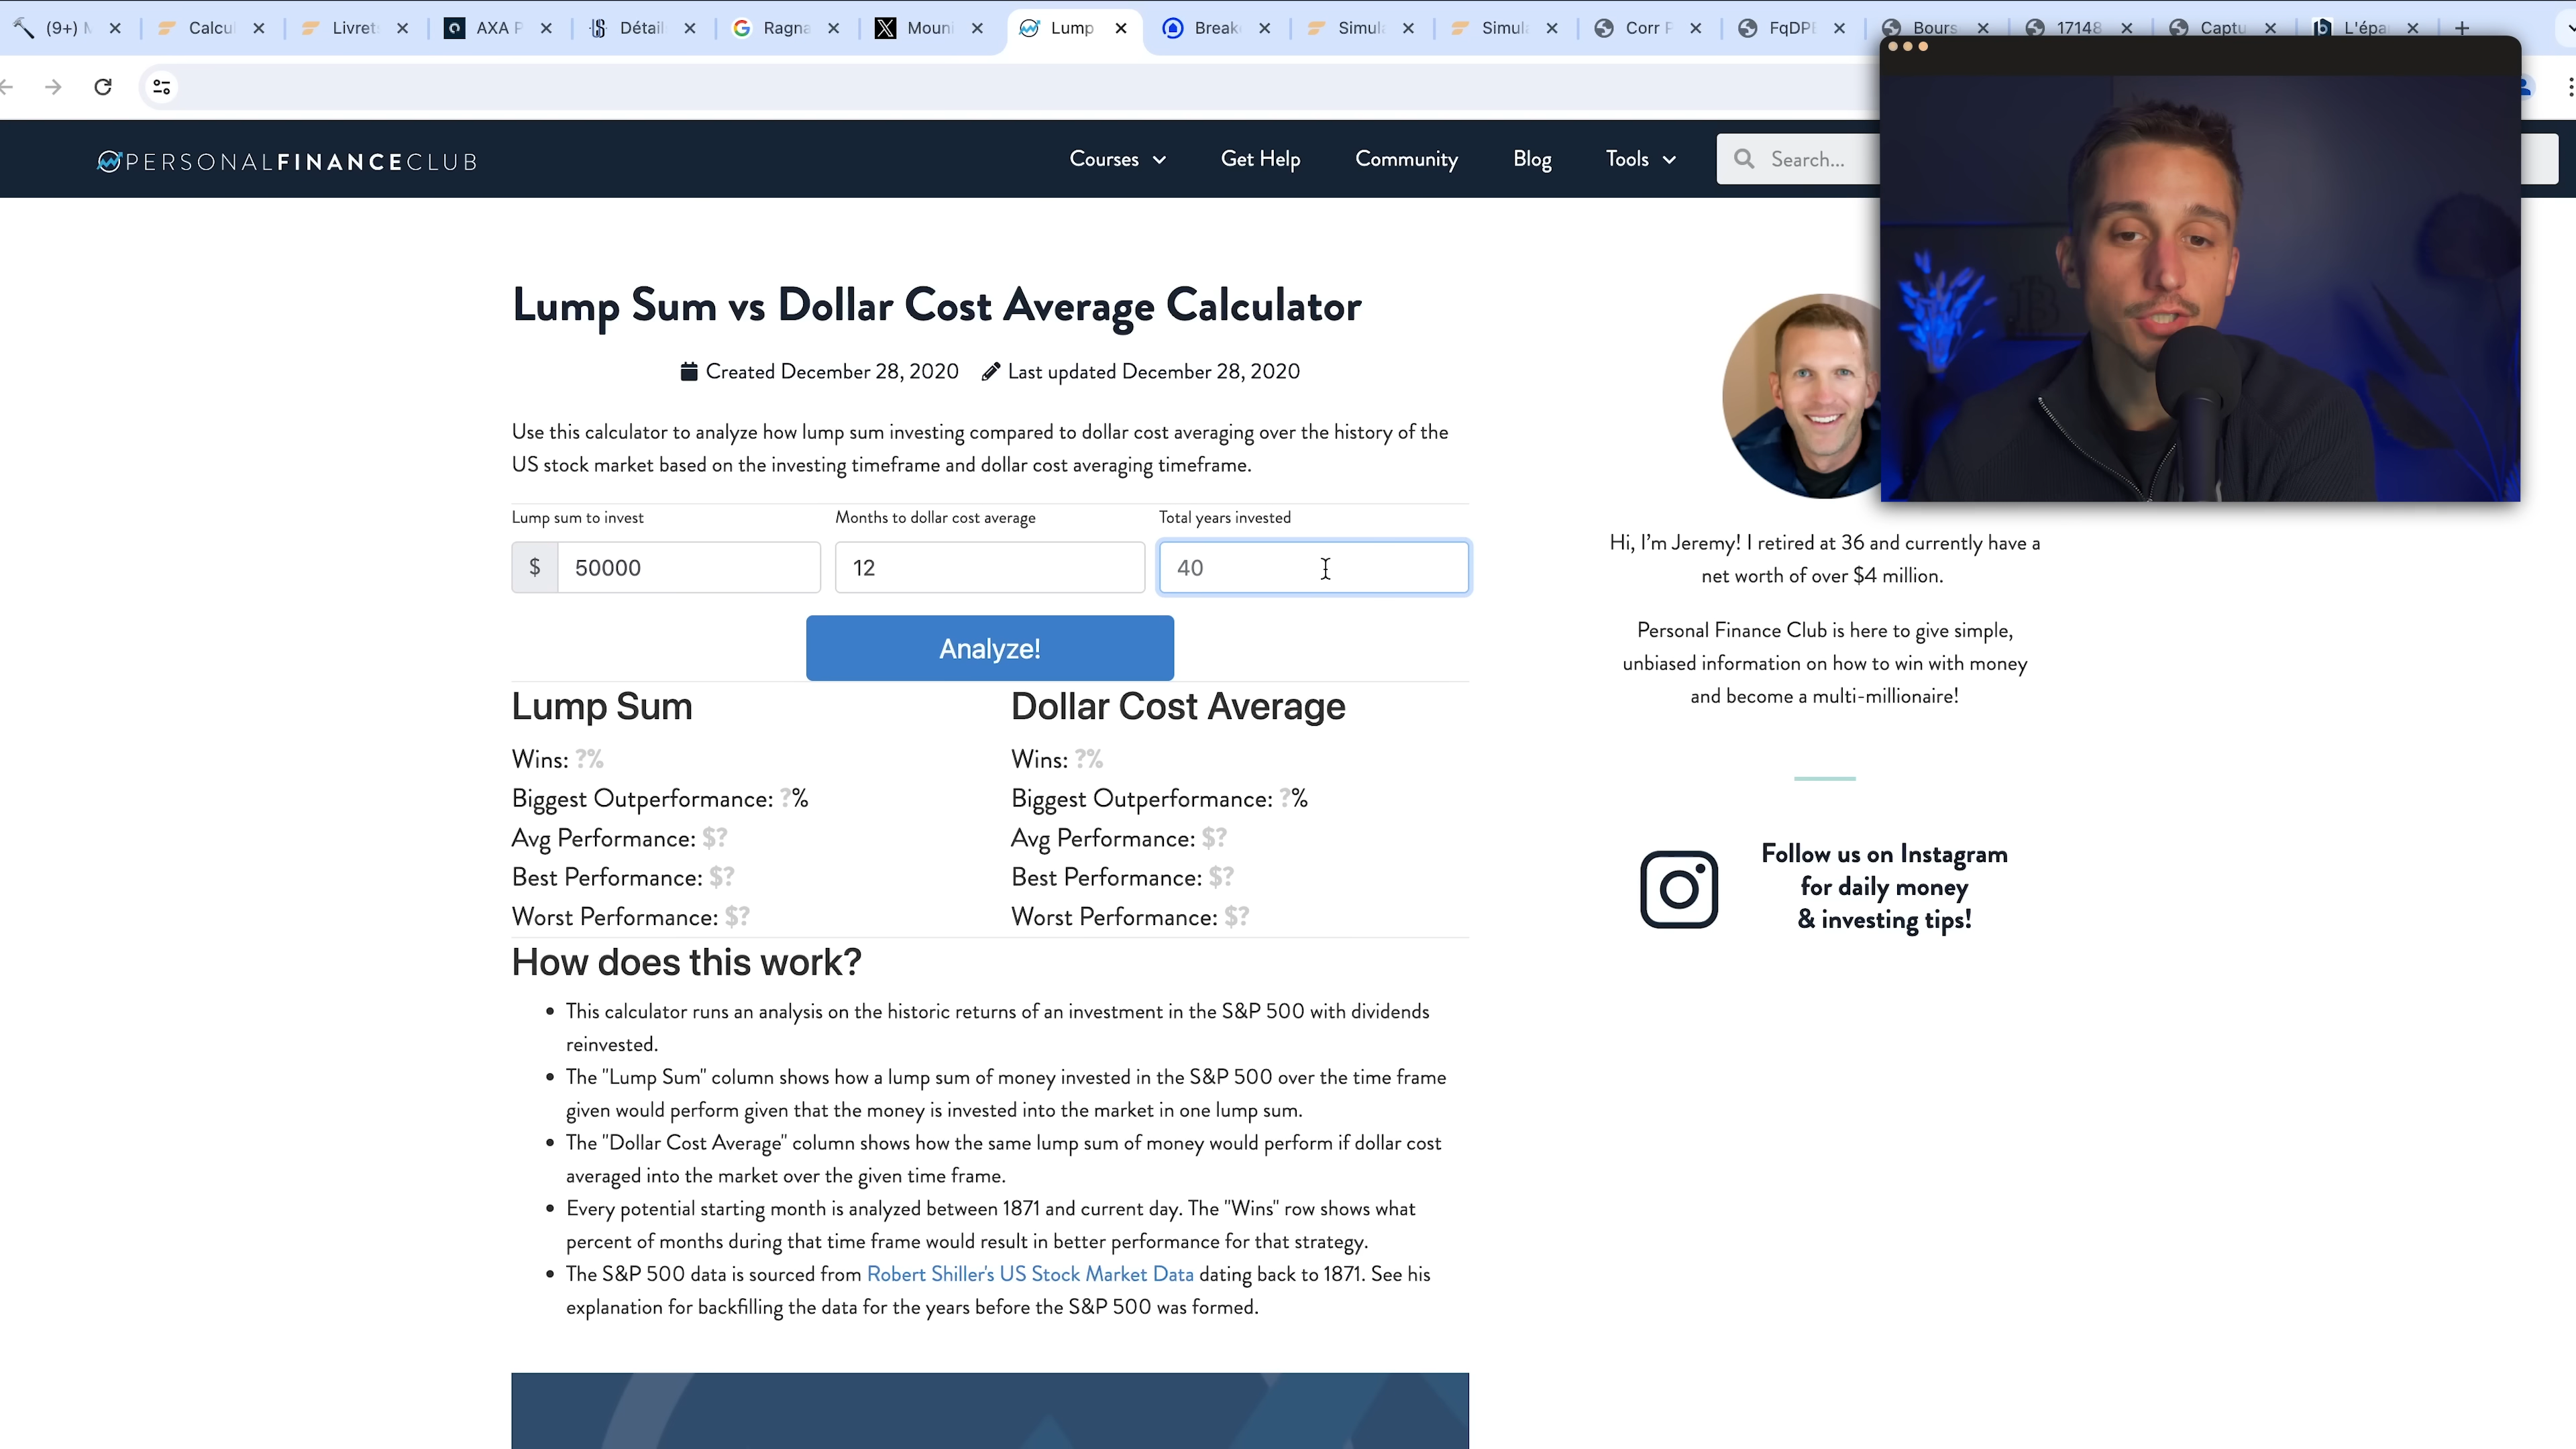 (9+)
Calcul
Livret
AXA P
Détail
Ragna
Mouni
Lump
Break
Simul
Simul
Corr F
FqDP
Bours
17148
Captu
L'épa
PERSONALFINANCECLUB
Courses
Get Help
Community
Blog
Tools
Search...
Lump Sum vs Dollar Cost Average Calculator
Created December 28, 2020
Last updated December 28, 2020
Use this calculator to analyze how lump sum investing compared to dollar cost averaging over the history of the
US stock market based on the investing timeframe and dollar cost averaging timeframe.
Lump sum to invest
Months to dollar cost average
Total years invested
$ 50000
12
40
Analyze!
Lump Sum
Wins: ?%
Biggest Outperformance: ?%
Avg Performance: $?
Best Performance: $?
Worst Performance: $?
Dollar Cost Average
Wins: ?%
Biggest Outperformance: ?%
Avg Performance: $?
Best Performance: $?
Worst Performance: $?
How does this work?
This calculator runs an analysis on the historic returns of an investment in the S&P 500 with dividends
reinvested.
The "Lump Sum" column shows how a lump sum of money invested in the S&P 500 over the time frame
given would perform given that the money is invested into the market in one lump sum.
The "Dollar Cost Average" column shows how the same lump sum of money would perform if dollar cost
averaged into the market over the given time frame.
Every potential starting month is analyzed between 1871 and current day. The "Wins" row shows what
percent of months during that time frame would result in better performance for that strategy.
The S&P 500 data is sourced from Robert Shiller's US Stock Market Data dating back to 1871. See his
explanation for backfilling the data for the years before the S&P 500 was formed.
Hi, I'm Jeremy! I retired at 36 and currently have a
net worth of over $4 million.
Personal Finance Club is here to give simple,
unbiased information on how to win with money
and become a multi-millionaire!
Follow us on Instagram
for daily money
& investing tips!